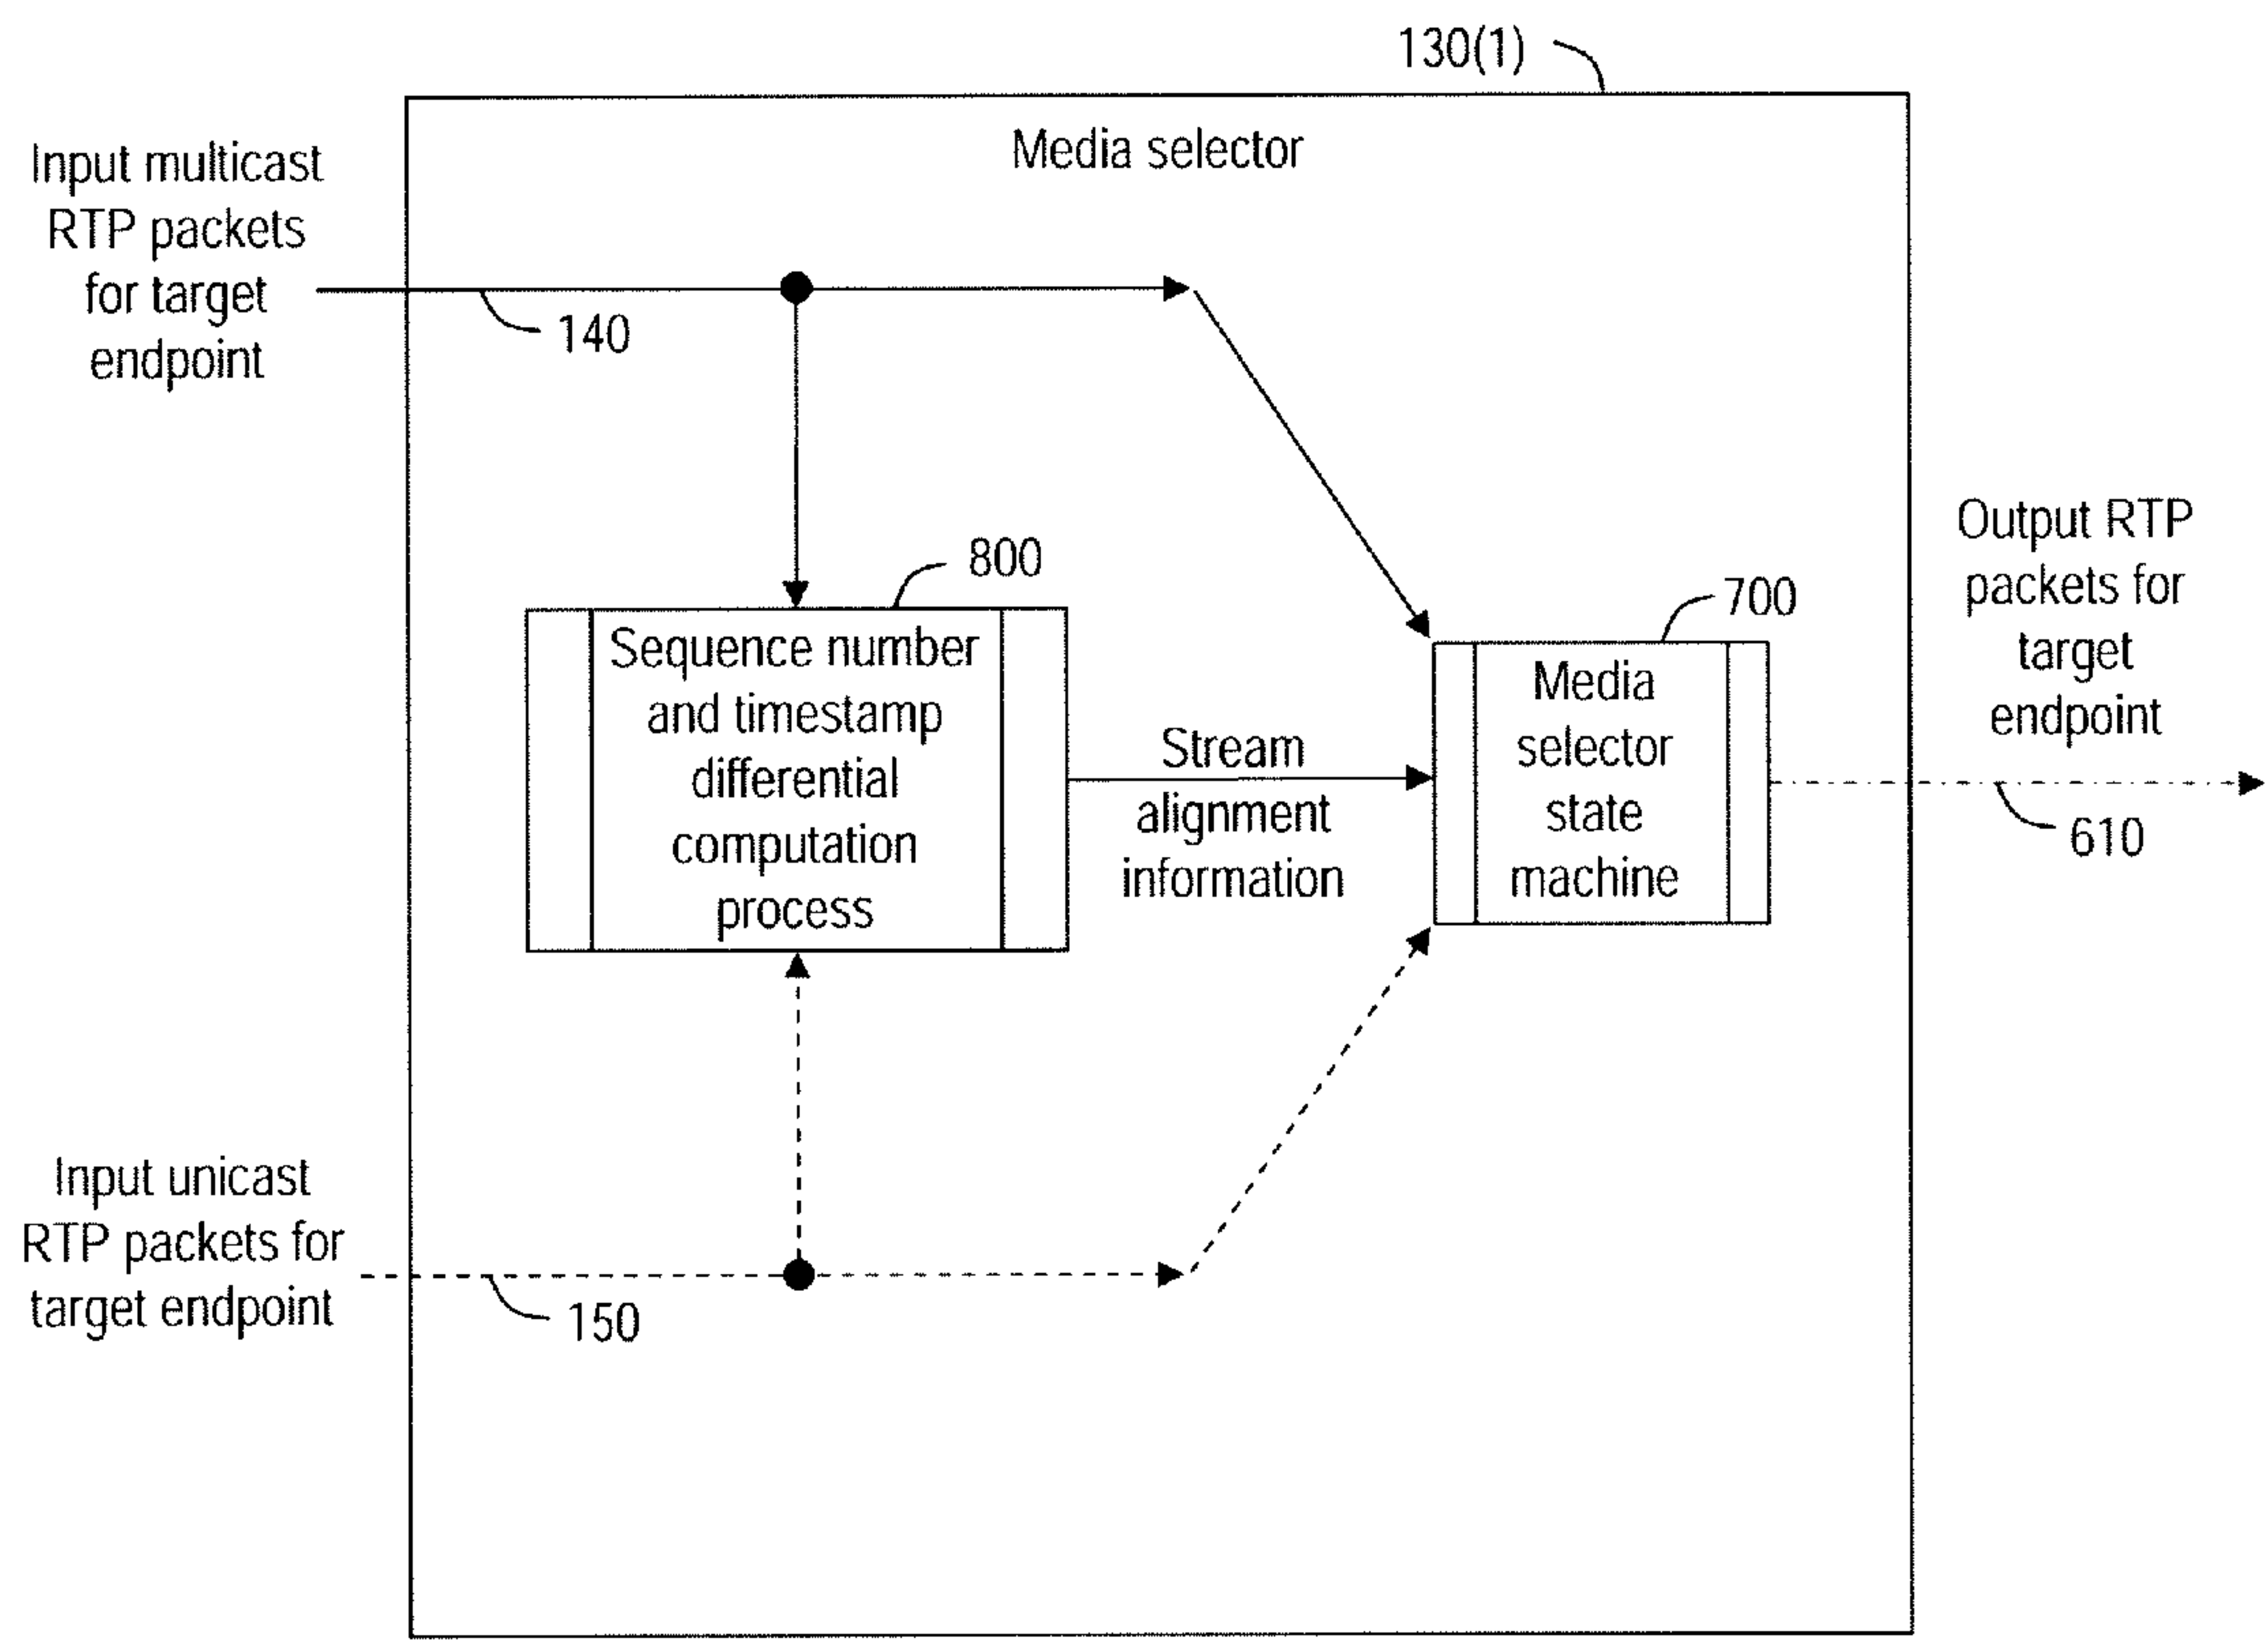 130(1)
Media selector
Input multicast
RTP packets
for target
endpoint
140
800
Sequence number
and timestamp
differential
computation
process
Stream
alignment
information
700
Media
selector
state
machine
Output RTP
packets for
target
endpoint
610
Input unicast
RTP packets for
target endpoint
150